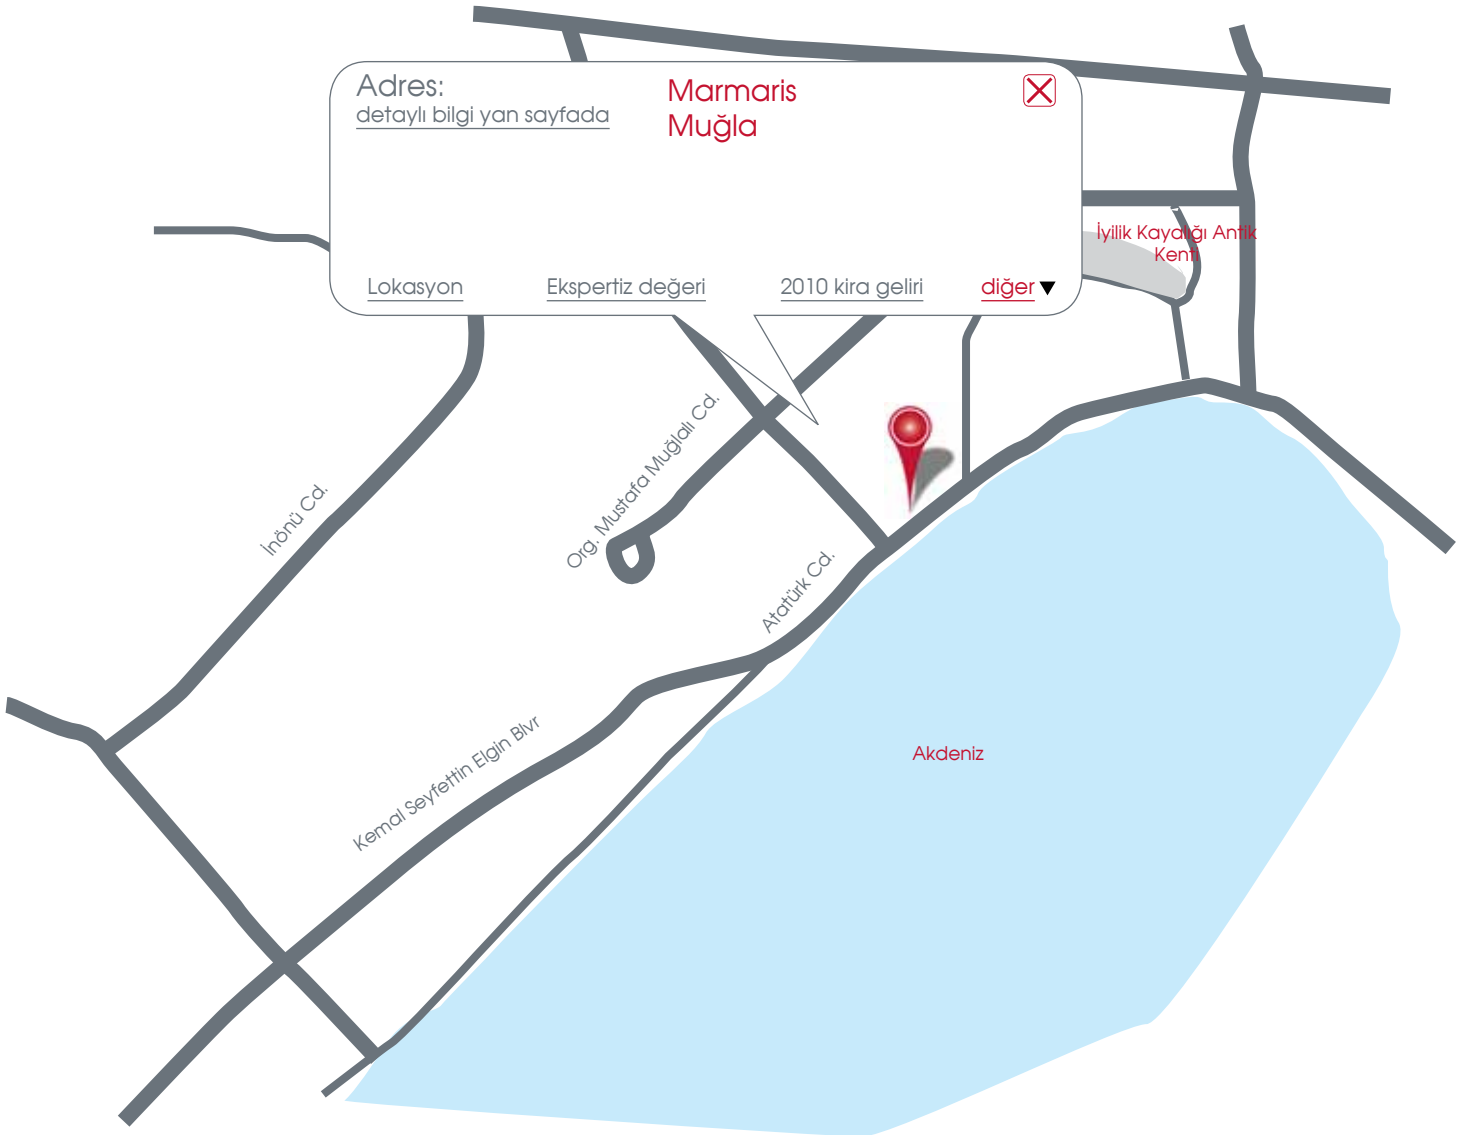 Adres:
detaylı bilgi yan sayfada
Marmaris
Muğla
Lokasyon
Ekspertiz değeri
2010 kira geliri
diğer
İyilik Kayalığı Antik
Kenti
İnönü Cd.
Org. Mustafa Muğlalı Cd.
Atatürk Cd.
Kemal Seyfettin Elgin Blvr
Akdeniz